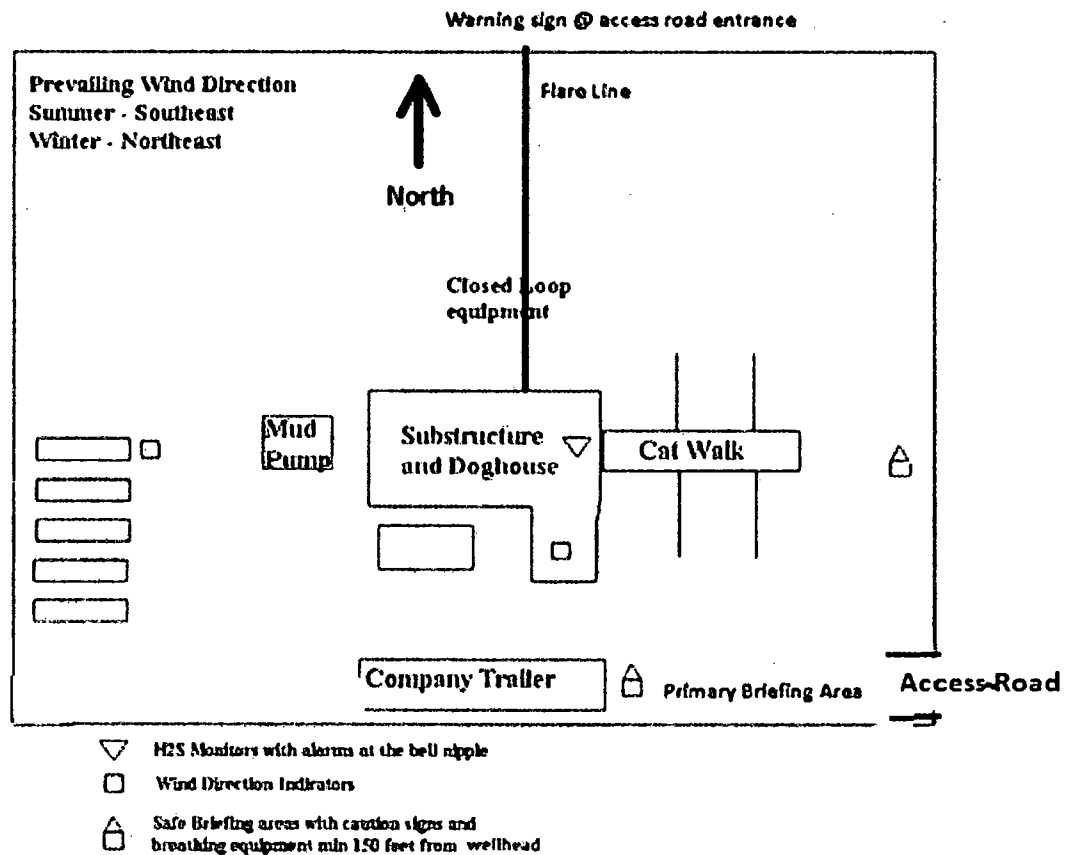 Warning sign @ access road entrance
Prevailing Wind Direction
Summer - Southeast
Winter - Northeast
North
Flare Line
Closed Loop
equipment
Mud
Pump
Substructure
and Doghouse
Cat Walk
Company Trailer
Primary Briefing Area
Access Road
H2S Monitors with alarms at the bell nipple
Wind Direction Indicators
Safe Briefing areas with caution signs and
breathing equipment min 150 feet from wellhead